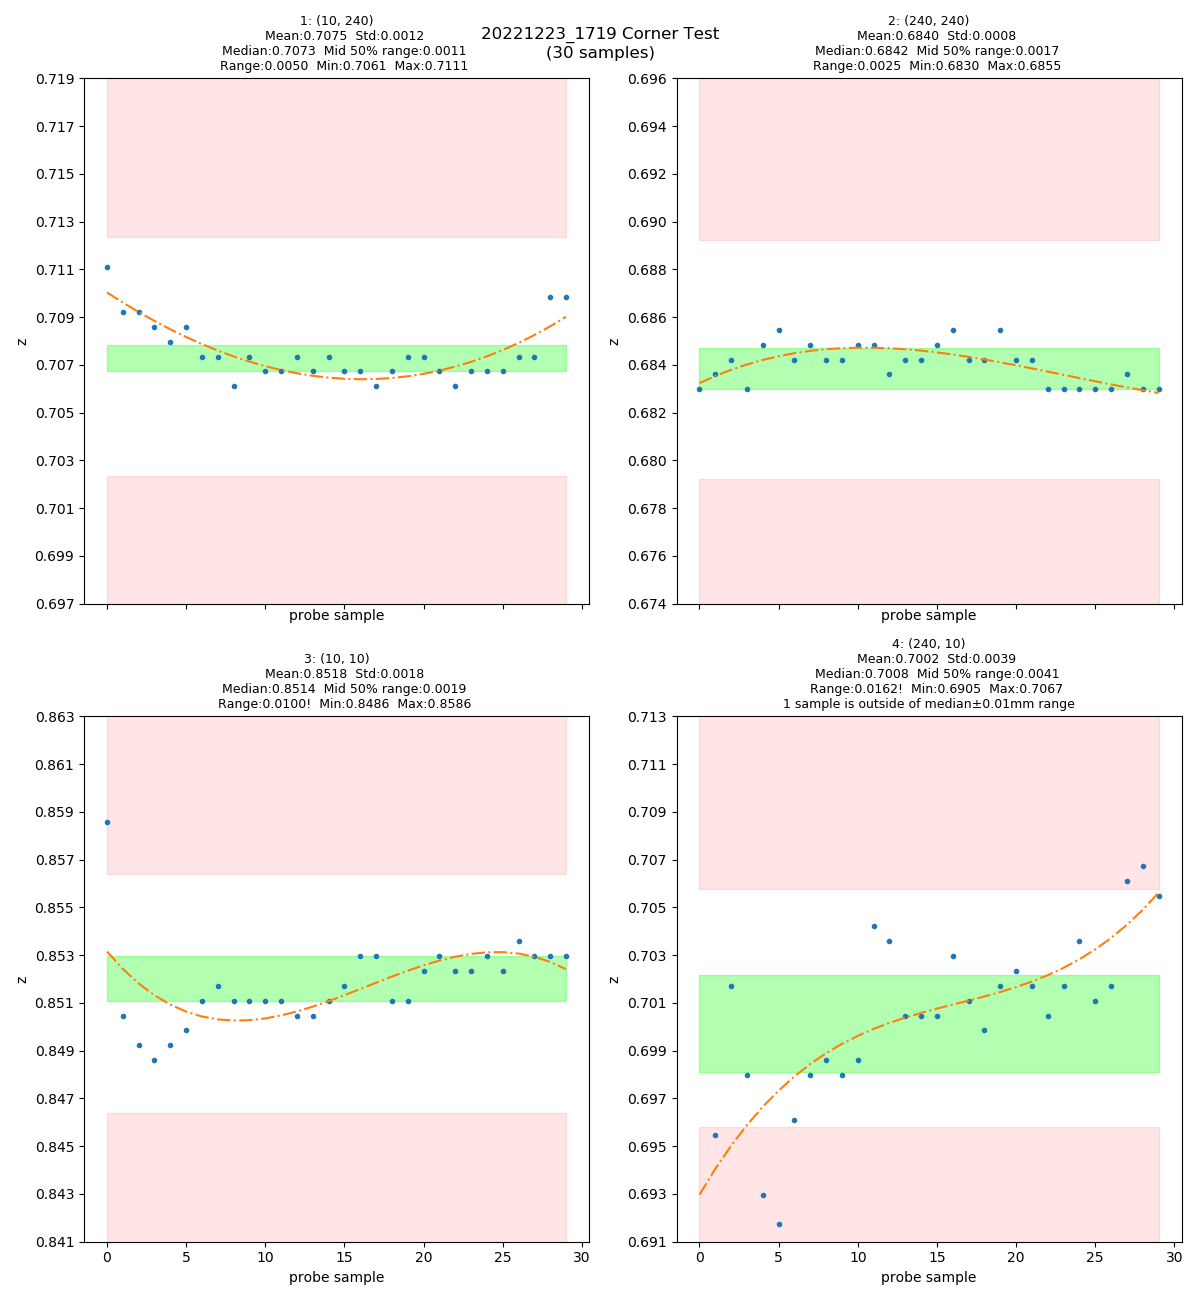 20221223_1719 Corner Test
(30 samples)
1: (10, 240)
Mean:0.7075 Std:0.0012
Median:0.7073 Mid 50% range:0.0011
Range:0.0050 Min:0.7061 Max:0.7111
0.719
0.717
0.715
0.713
0.711
0.709
0.707
0.705
0.703
0.701
0.699
0.697
z
probe sample
2: (240, 240)
Mean:0.6840 Std:0.0008
Median:0.6842 Mid 50% range:0.0017
Range:0.0025 Min:0.6830 Max:0.6855
0.696
0.694
0.692
0.690
0.688
0.686
0.684
0.682
0.680
0.678
0.676
0.674
z
probe sample
3: (10, 10)
Mean:0.8518 Std:0.0018
Median:0.8514 Mid 50% range:0.0019
Range:0.0100! Min:0.8486 Max:0.8586
0.863
0.861
0.859
0.857
0.855
0.853
0.851
0.849
0.847
0.845
0.843
0.841
z
0 5 10 15 20 25 30
probe sample
4: (240, 10)
Mean:0.7002 Std:0.0039
Median:0.7008 Mid 50% range:0.0041
Range:0.0162! Min:0.6905 Max:0.7067
1 sample is outside of median±0.01mm range
0.713
0.711
0.709
0.707
0.705
0.703
0.701
0.699
0.697
0.695
0.693
0.691
z
0 5 10 15 20 25 30
probe sample